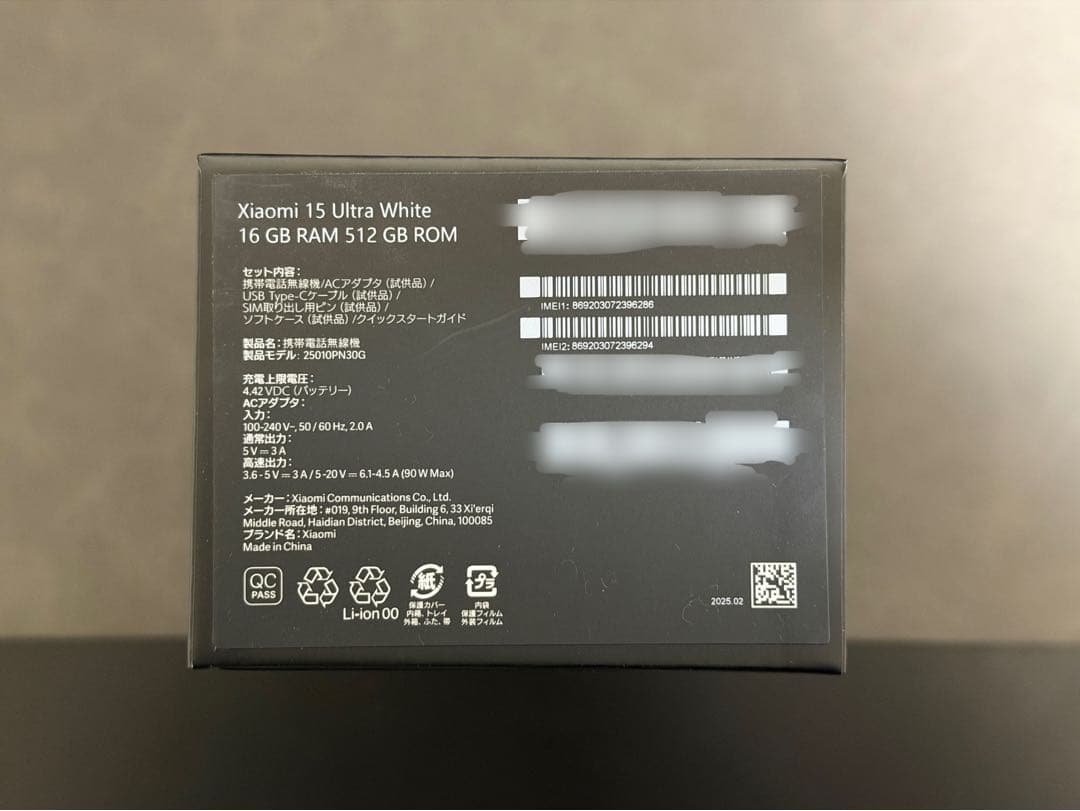 Xiaomi 15 Ultra White
16 GB RAM 512 GB ROM
セット内容:
携帯電話無線機/ACアダプタ (試供品) /
USB Type-Cケーブル (試供品) /
SIM取り出し用ピン (試供品) /
ソフトケース (試供品) /クイックスタートガイド
製品名: 携帯電話無線機
製品モデル: 25010PN30G
充電上限電圧:
4.42 VDC (バッテリー)
ACアダプタ:
入力:
100-240 V~, 50 / 60 Hz, 2.0 A
通常出力:
5 V⎓3 A
高速出力:
3.6 - 5 V⎓3 A / 5 -20 V⎓6.1-4.5 A (90 W Max)
メーカー: Xiaomi Communications Co., Ltd.
メーカー所在地: #019, 9th Floor, Building 6, 33 Xi'erqi
Middle Road, Haidian District, Beijing, China, 100085
ブランド名: Xiaomi
Made in China
IMEI1: 869203072396286
IMEI2: 869203072396294
QC
PASS
Li-ion 00
紙
保護カバー
内箱、トレイ
外箱、ふた、帯
プラ
内袋
保護フィルム
外装フィルム
2025.02